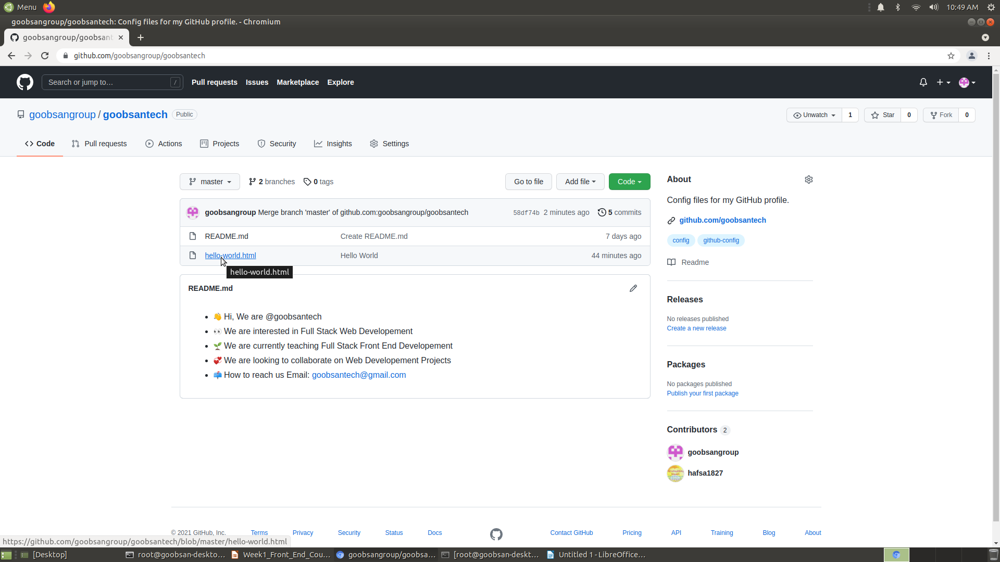 Menu
10:49 AM
goobsangroup/goobsantech: Config files for my GitHub profile. - Chromium
goobsangroup/goobsant
github.com/goobsangroup/goobsantech
Search or jump to…
/
Pull requests Issues Marketplace Explore
goobsangroup / goobsantech Public
Unwatch 1 Star 0 Fork 0
Code Pull requests Actions Projects Security Insights Settings
master 2 branches 0 tags Go to file Add file Code
goobsangroup Merge branch 'master' of github.com:goobsangroup/goobsantech 58df74b 2 minutes ago 5 commits
README.md Create README.md 7 days ago
hello-world.html Hello World 44 minutes ago
hello-world.html
README.md
👋 Hi, We are @goobsantech
👀 We are interested in Full Stack Web Developement
🌱 We are currently teaching Full Stack Front End Developement
💞️ We are looking to collaborate on Web Developement Projects
📫 How to reach us Email: goobsantech@gmail.com
About
Config files for my GitHub profile.
github.com/goobsantech
config github-config
Readme
Releases
No releases published
Create a new release
Packages
No packages published
Publish your first package
Contributors 2
goobsangroup
hafsa1827
© 2021 GitHub, Inc. Terms Privacy Security Status Docs Contact GitHub Pricing API Training Blog About
https://github.com/goobsangroup/goobsantech/blob/master/hello-world.html
[Desktop] root@goobsan-deskto... Week1_Front_End_Cou... goobsangroup/goobsa... [root@goobsan-deskt... Untitled 1 - LibreOffice...